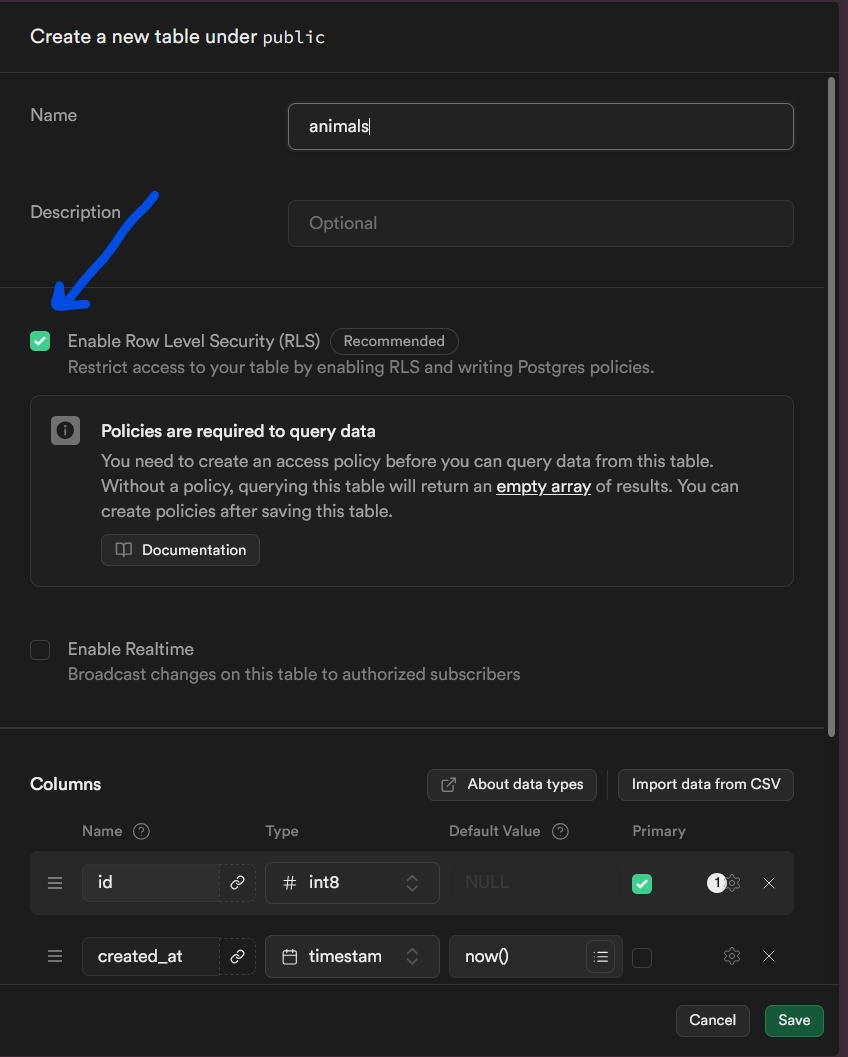 Create a new table under public
Name
animals
Description
Optional
Enable Row Level Security (RLS) Recommended
Restrict access to your table by enabling RLS and writing Postgres policies.
Policies are required to query data
You need to create an access policy before you can query data from this table.
Without a policy, querying this table will return an empty array of results. You can
create policies after saving this table.
Documentation
Enable Realtime
Broadcast changes on this table to authorized subscribers
Columns
About data types
Import data from CSV
Name Type Default Value Primary
id int8 NULL 1
created_at timestam now()
Cancel Save